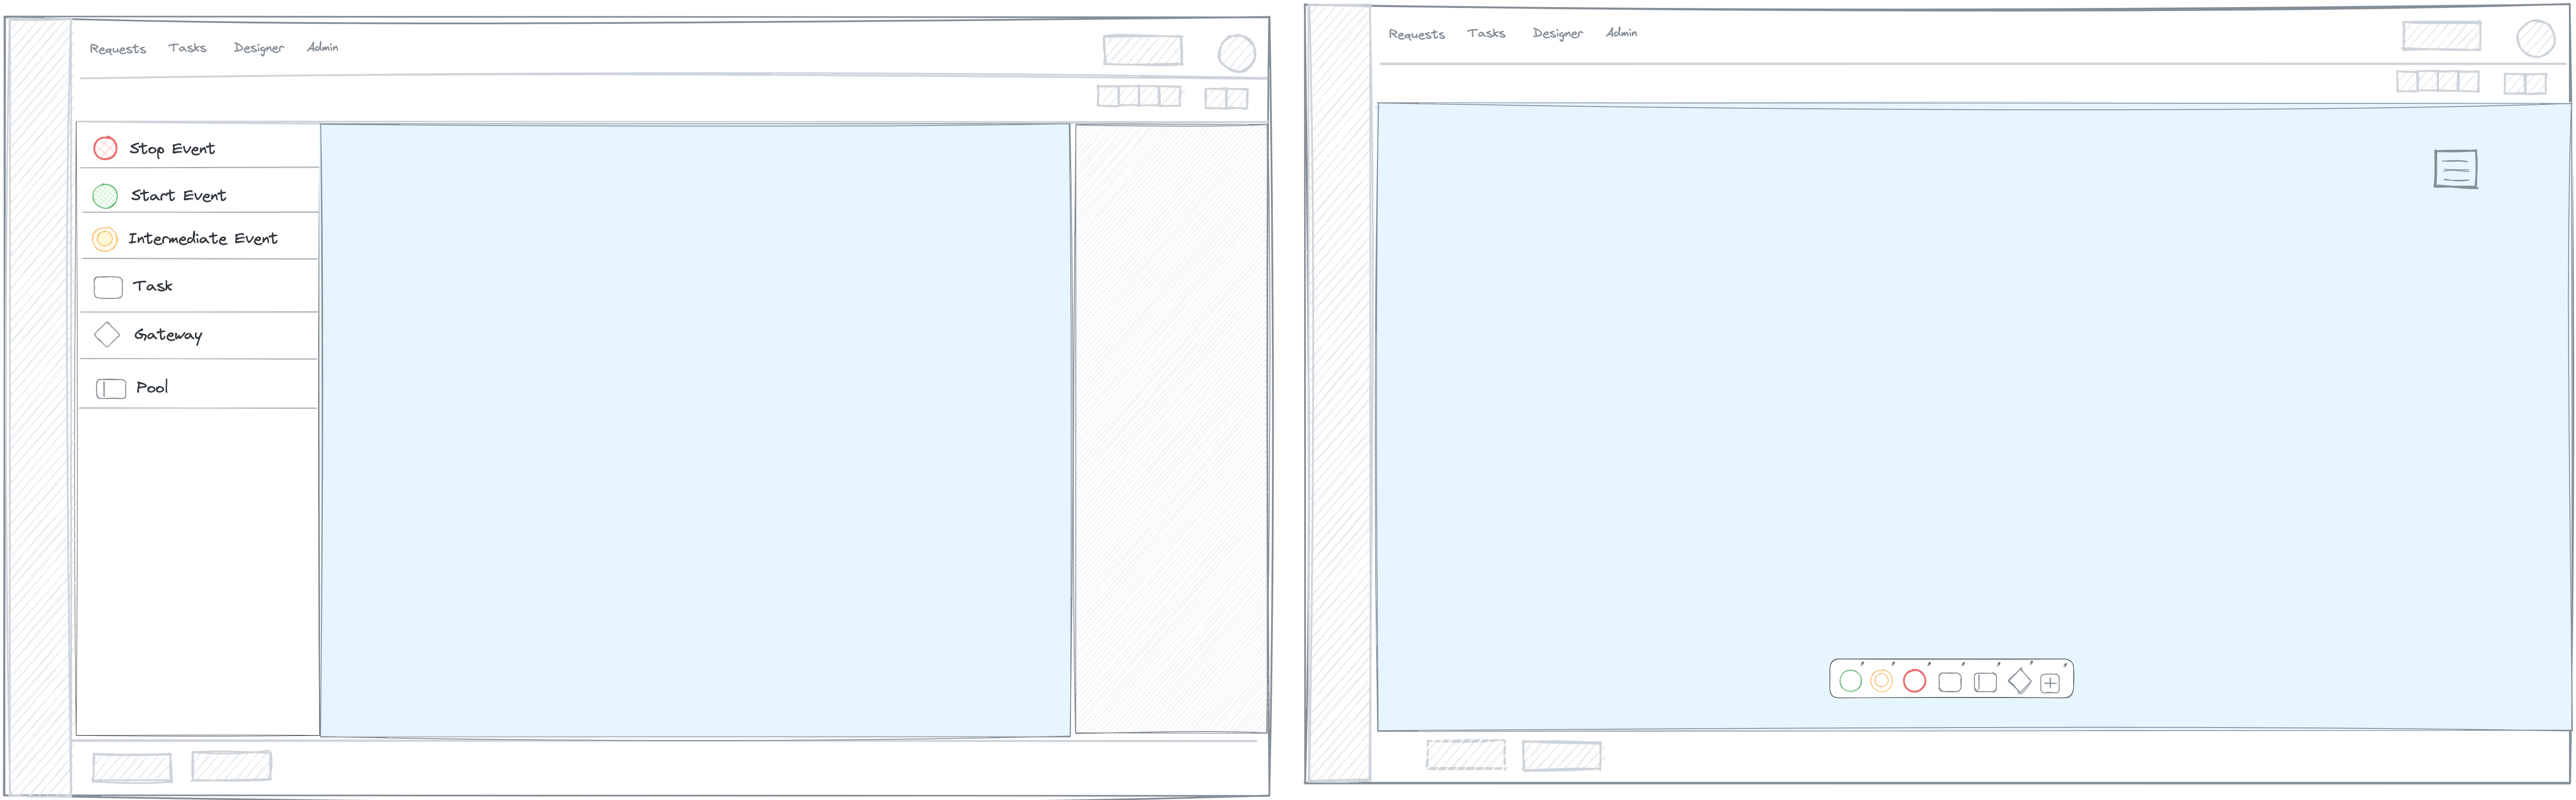 Requests Tasks Designer Admin
Stop Event
Start Event
Intermediate Event
Task
Gateway
Pool
Requests Tasks Designer Admin